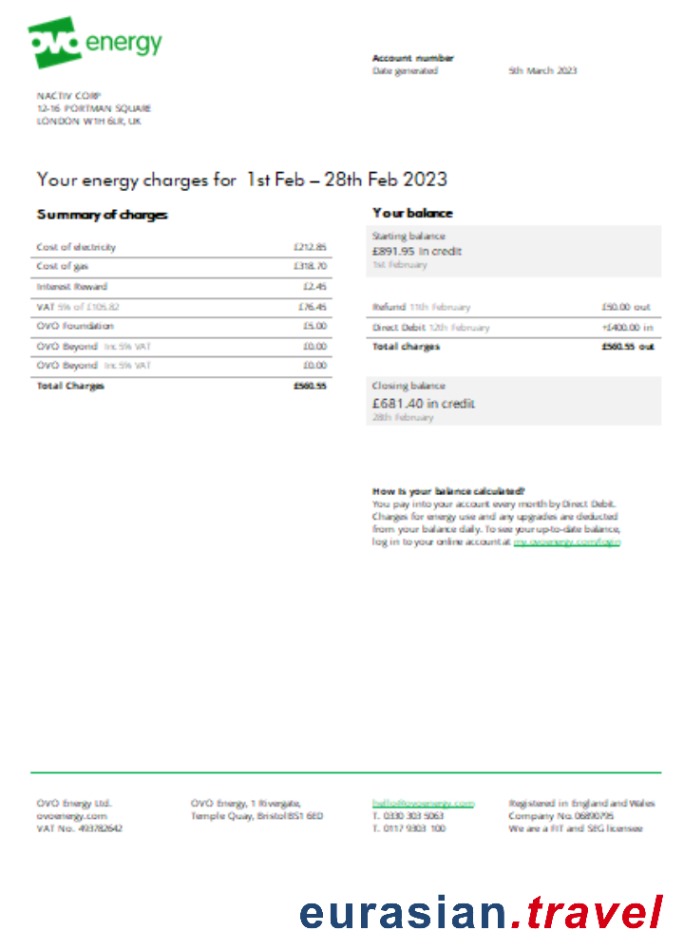 ovo energy
Account number
Date generated 5th March 2023
NACTIV CORP
12-16 PORTMAN SQUARE
LONDON W1H 6LR, UK
Your energy charges for 1st Feb – 28th Feb 2023
Summary of charges
Cost of electricity £212.85
Cost of gas £318.70
Interest Reward £2.45
VAT 5% of £105.82 £76.45
OVO Foundation £5.00
OVO Beyond Inc.5% VAT £0.00
OVO Beyond Inc.5% VAT £0.00
Total Charges £560.55
Your balance
Starting balance
£891.95 in credit
1st February
Refund 11th February £50.00 out
Direct Debit 12th February +£400.00 in
Total charges £560.55 out
Closing balance
£681.40 in credit
28th February
How is your balance calculated?
You pay into your account every month by Direct Debit.
Charges for energy use and any upgrades are deducted
from your balance daily. To see your up-to-date balance,
log in to your online account at my.ovoenergy.com/login
OVO Energy Ltd.
ovoenergy.com
VAT No. 493782642
OVO Energy, 1 Rivergate,
Temple Quay, Bristol BS1 6ED
hello@ovoenergy.com
T. 0330 303 5063
T. 0117 9303 100
Registered in England and Wales
Company No. 06890795
We are a FIT and SEG licensee
eurasian.travel